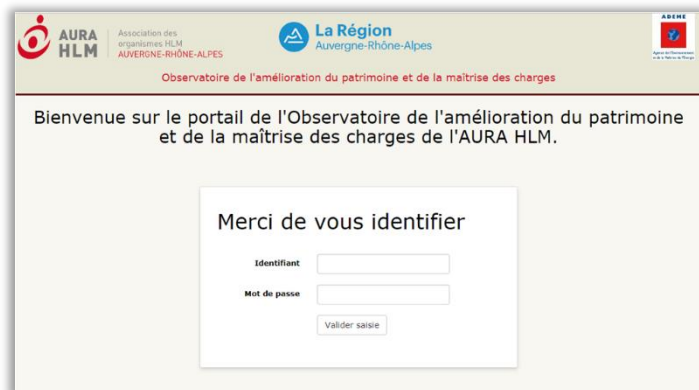 AURA
HLM
Association des
organismes HLM
AUVERGNE-RHÔNE-ALPES
La Région
Auvergne-Rhône-Alpes
ADEME
Observatoire de l'amélioration du patrimoine et de la maîtrise des charges
Bienvenue sur le portail de l'Observatoire de l'amélioration du patrimoine
et de la maîtrise des charges de l'AURA HLM.
Merci de vous identifier
Identifiant
Mot de passe
Valider saisie